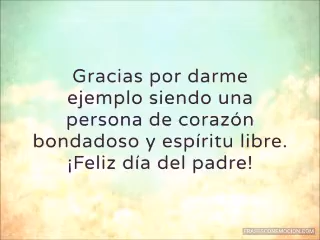 Gracias por darme
ejemplo siendo una
persona de corazón
bondadoso y espíritu libre.
¡Feliz día del padre!